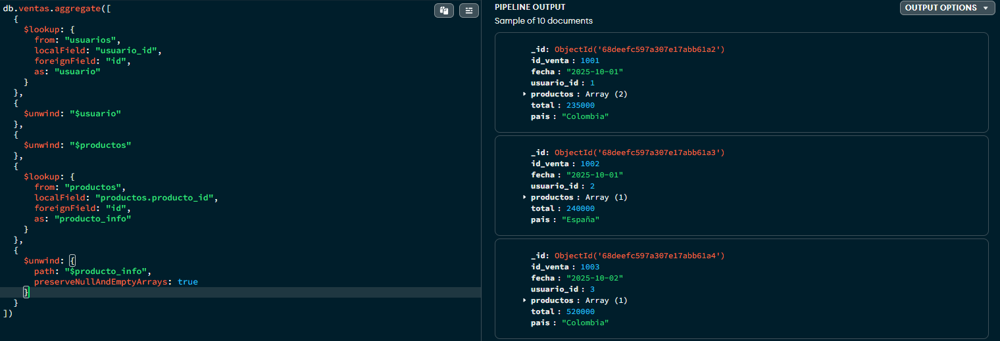 db.ventas.aggregate([
{
$lookup: {
from: "usuarios",
localField: "usuario_id",
foreignField: "id",
as: "usuario"
}
},
{
$unwind: "$usuario"
},
{
$unwind: "$productos"
},
{
$lookup: {
from: "productos",
localField: "productos.producto_id",
foreignField: "id",
as: "producto_info"
}
},
{
$unwind: {
path: "$producto_info",
preserveNullAndEmptyArrays: true
}
}
])
PIPELINE OUTPUT
OUTPUT OPTIONS
Sample of 10 documents
_id: ObjectId('68deefc597a307e17abb61a2')
id_venta : 1001
fecha : "2025-10-01"
usuario_id : 1
productos : Array (2)
total : 235000
pais : "Colombia"
_id: ObjectId('68deefc597a307e17abb61a3')
id_venta : 1002
fecha : "2025-10-01"
usuario_id : 2
productos : Array (1)
total : 240000
pais : "España"
_id: ObjectId('68deefc597a307e17abb61a4')
id_venta : 1003
fecha : "2025-10-02"
usuario_id : 3
productos : Array (1)
total : 520000
pais : "Colombia"